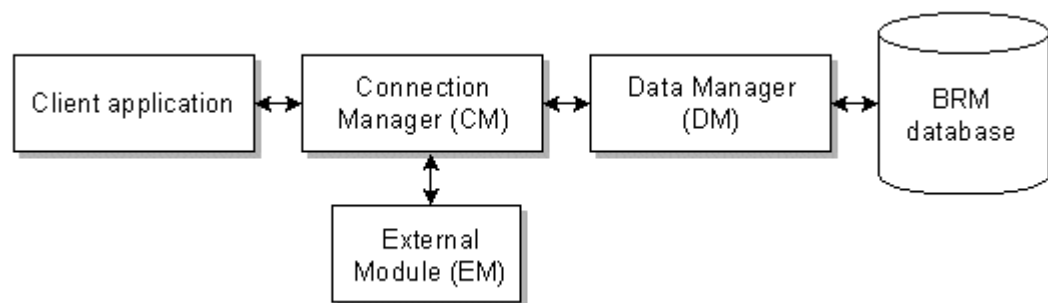 Client application
Connection
Manager (CM)
Data Manager
(DM)
BRM
database
External
Module (EM)